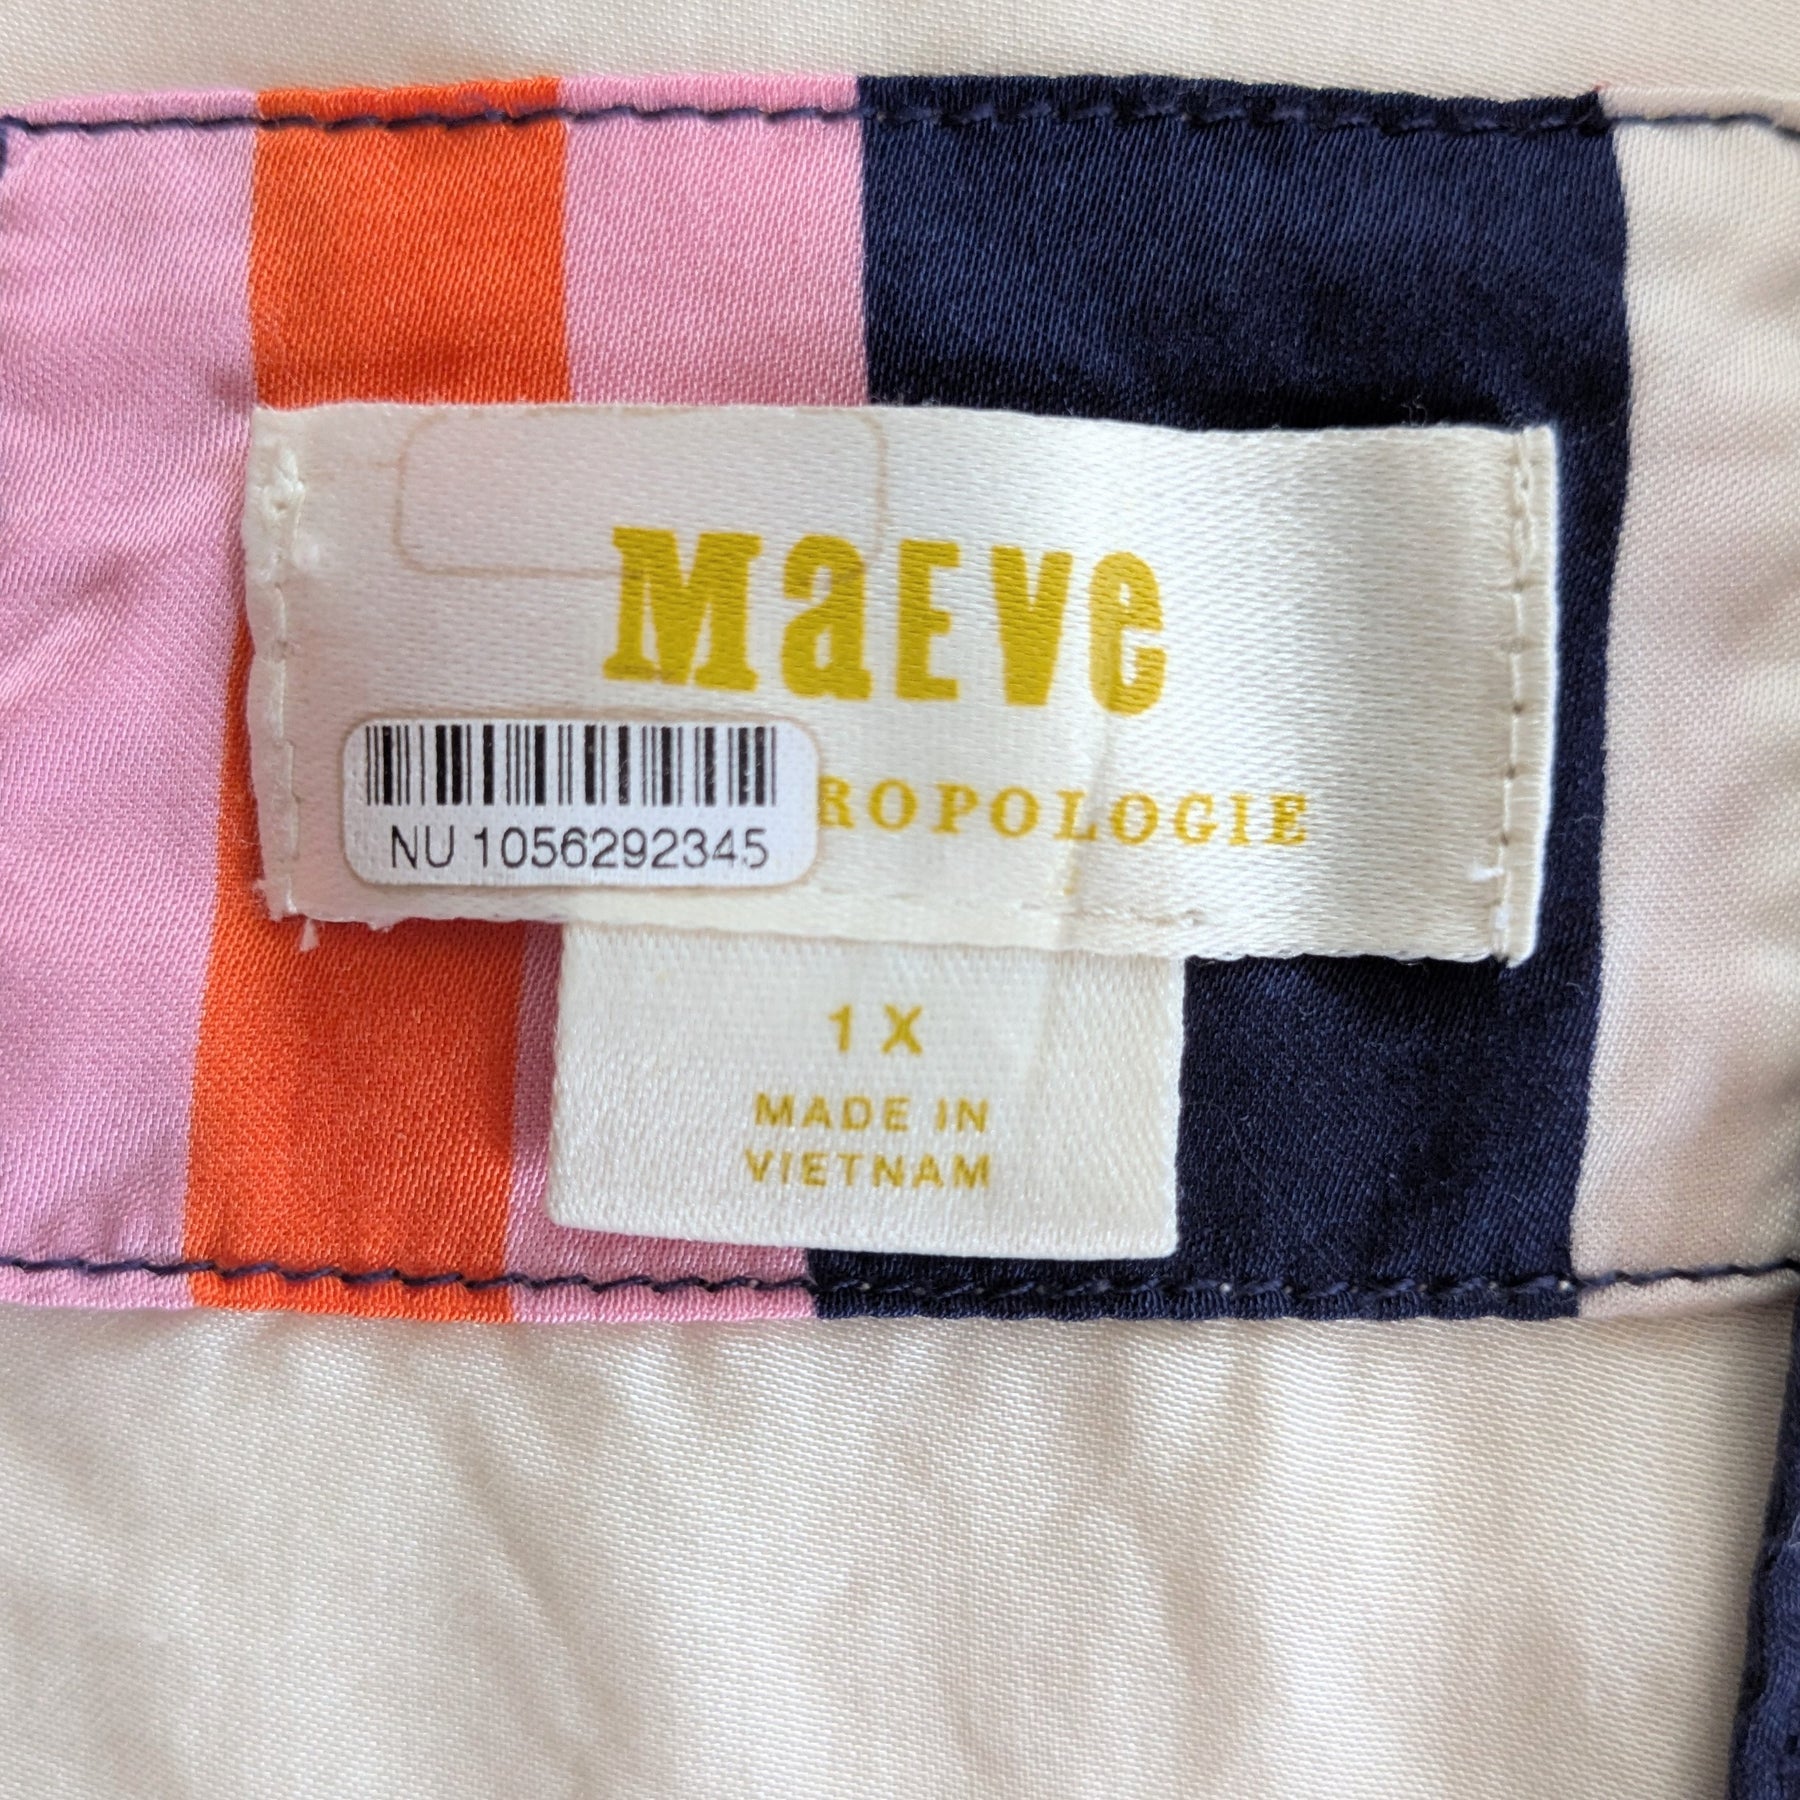 MaEVe
ROPOLOGIE
NU 1056292345
1X
MADE IN
VIETNAM